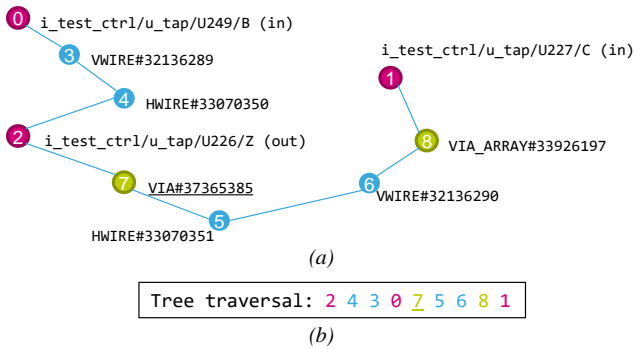 0 i_test_ctrl/u_tap/U249/B (in)
3 VWIRE#32136289
i_test_ctrl/u_tap/U227/C (in)
1
4 HWIRE#33070350
2 i_test_ctrl/u_tap/U226/Z (out)
8 VIA_ARRAY#33926197
7 VIA#37365385
6 VWIRE#32136290
5
HWIRE#33070351
(a)
Tree traversal: 2 4 3 0 7 5 6 8 1
(b)